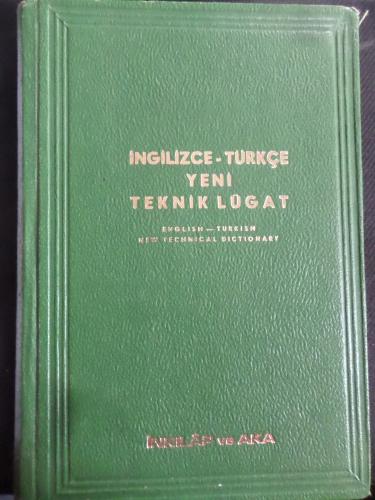 İNGİLİZCE - TÜRKÇE
YENİ
TEKNİK LÜGAT
ENGLISH — TURKISH
NEW TECHNICAL DICTIONARY
İNKILÂP ve AKA